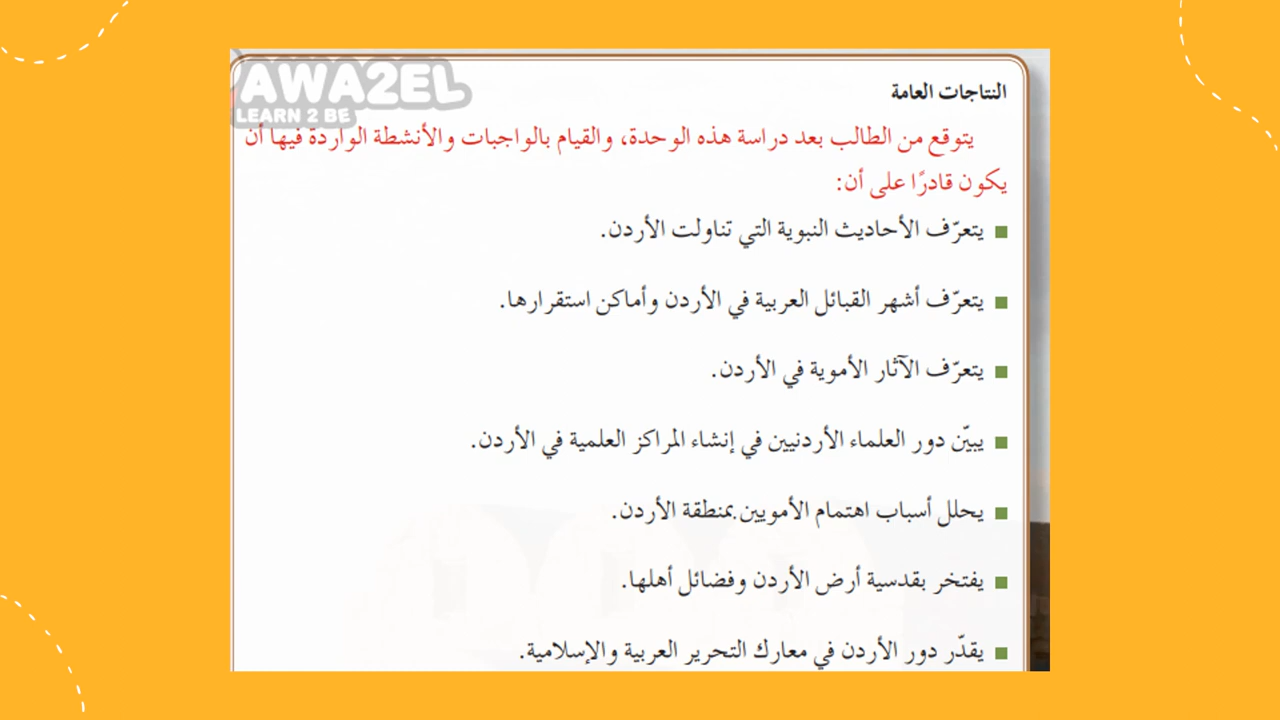 AWA2EL
LEARN 2 BE
النتاجات العامة
يتوقع من الطالب بعد دراسة هذه الوحدة، والقيام بالواجبات والأنشطة الواردة فيها أن
يكون قادرًا على أن:
يتعرّف الأحاديث النبوية التي تناولت الأردن.
يتعرّف أشهر القبائل العربية في الأردن وأماكن استقرارها.
يتعرّف الآثار الأموية في الأردن.
يبيّن دور العلماء الأردنيين في إنشاء المراكز العلمية في الأردن.
يحلل أسباب اهتمام الأمويين بمنطقة الأردن.
يفتخر بقدسية أرض الأردن وفضائل أهلها.
يقدّر دور الأردن في معارك التحرير العربية والإسلامية.